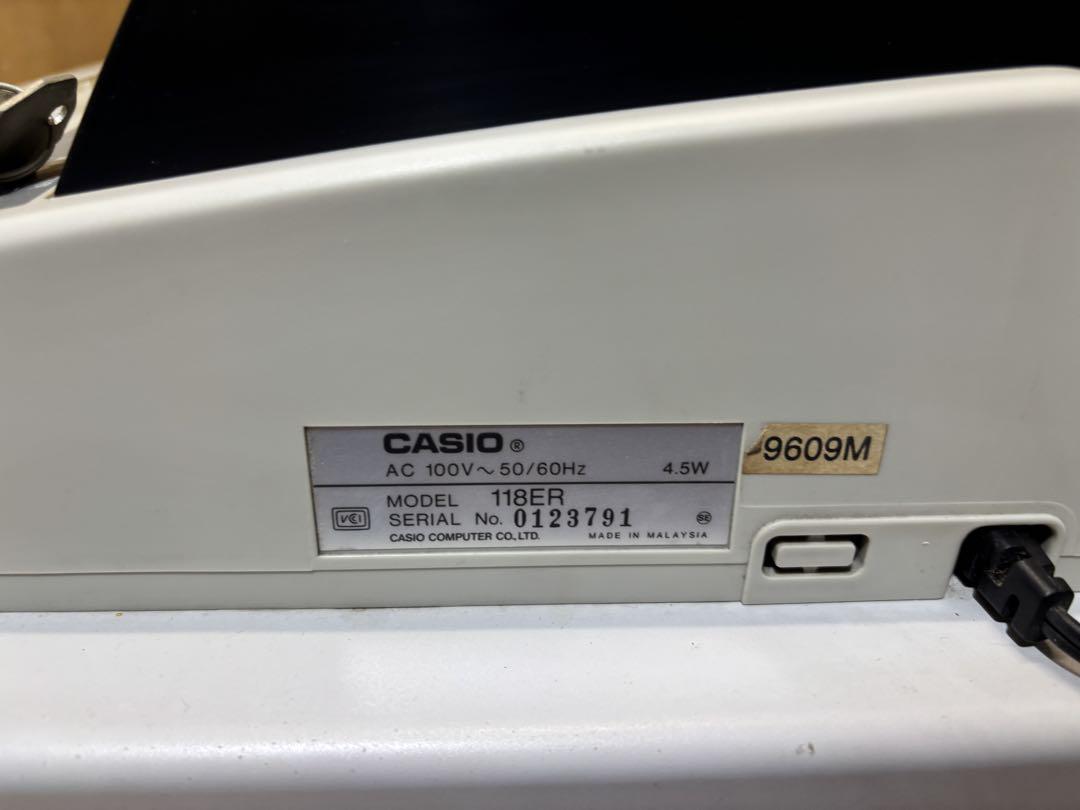 CASIO®
AC 100V～50/60Hz 4.5W
9609M
VCI
MODEL 118ER
SERIAL No. 0123791
CASIO COMPUTER CO.,LTD. MADE IN MALAYSIA